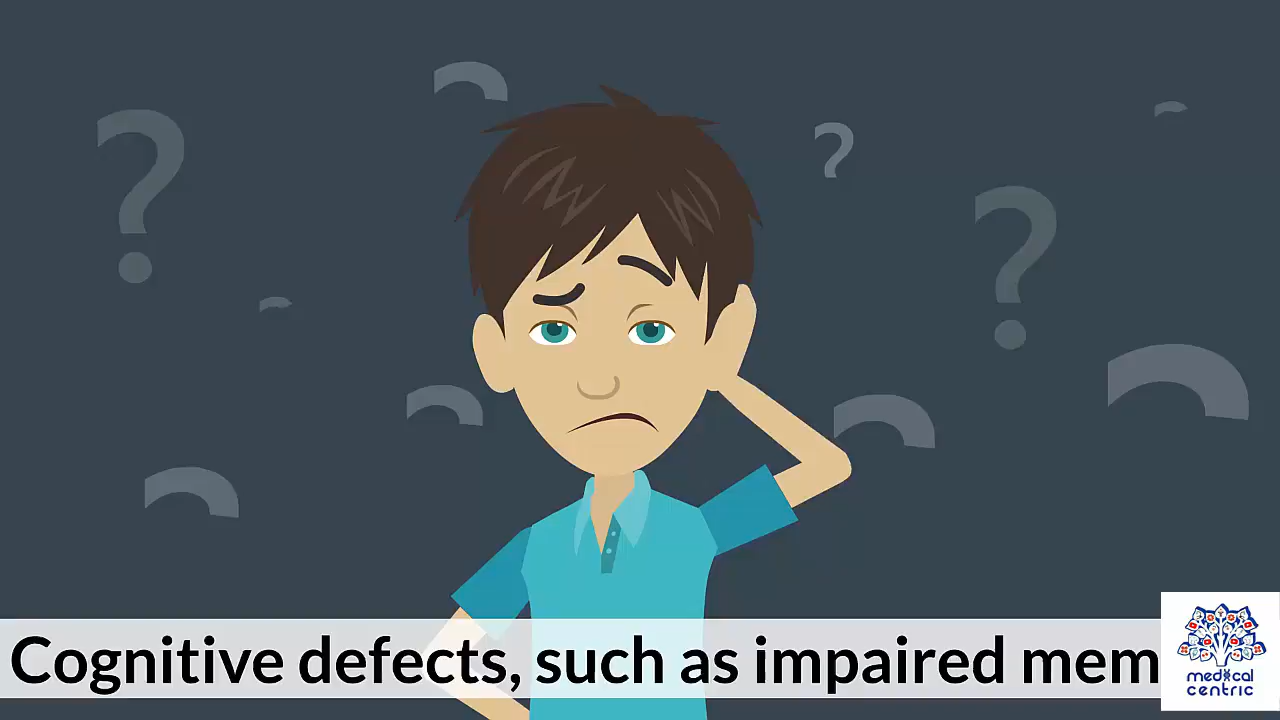 ?
?
?
Cognitive defects, such as impaired mem
medical
centric